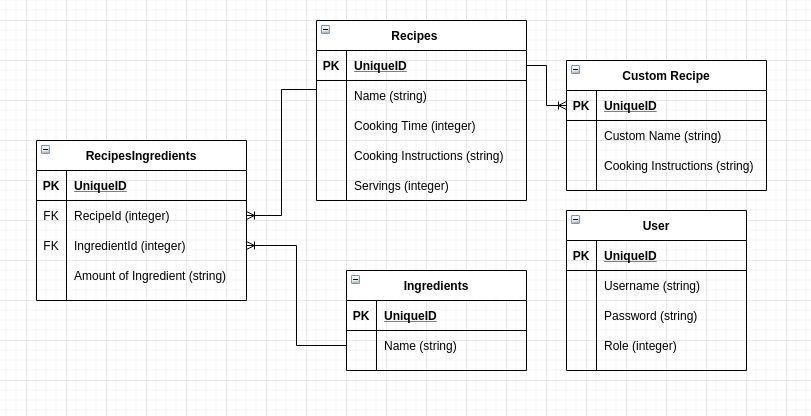 Recipes
PK UniqueID
Name (string)
Cooking Time (integer)
Cooking Instructions (string)
Servings (integer)
Custom Recipe
PK UniqueID
Custom Name (string)
Cooking Instructions (string)
RecipesIngredients
PK UniqueID
FK RecipeId (integer)
FK IngredientId (integer)
Amount of Ingredient (string)
User
PK UniqueID
Username (string)
Password (string)
Role (integer)
Ingredients
PK UniqueID
Name (string)